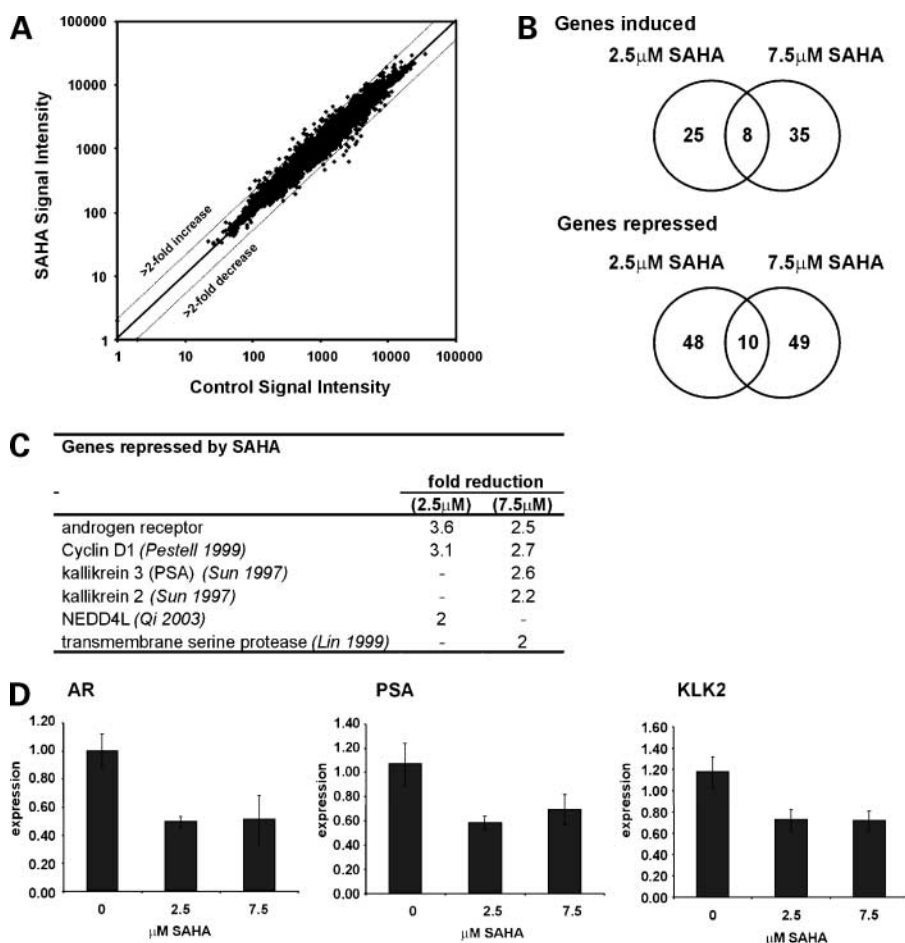 A
SAHA Signal Intensity
100000
10000
1000
100
10
1
>2-fold increase
>2-fold decrease
1 10 100 1000 10000 100000
Control Signal Intensity
B
Genes induced
2.5μM SAHA 7.5μM SAHA
25 8 35
Genes repressed
2.5μM SAHA 7.5μM SAHA
48 10 49
C
Genes repressed by SAHA
- fold reduction
(2.5μM) (7.5μM)
androgen receptor 3.6 2.5
Cyclin D1 (Pestell 1999) 3.1 2.7
kallikrein 3 (PSA) (Sun 1997) - 2.6
kallikrein 2 (Sun 1997) - 2.2
NEDD4L (Qi 2003) 2 -
transmembrane serine protease (Lin 1999) - 2
D
AR
expression
1.20
1.00
0.80
0.60
0.40
0.20
0.00
0 2.5 7.5
μM SAHA
PSA
expression
1.40
1.20
1.00
0.80
0.60
0.40
0.20
0.00
0 2.5 7.5
μM SAHA
KLK2
expression
1.60
1.40
1.20
1.00
0.80
0.60
0.40
0.20
0.00
0 2.5 7.5
μM SAHA